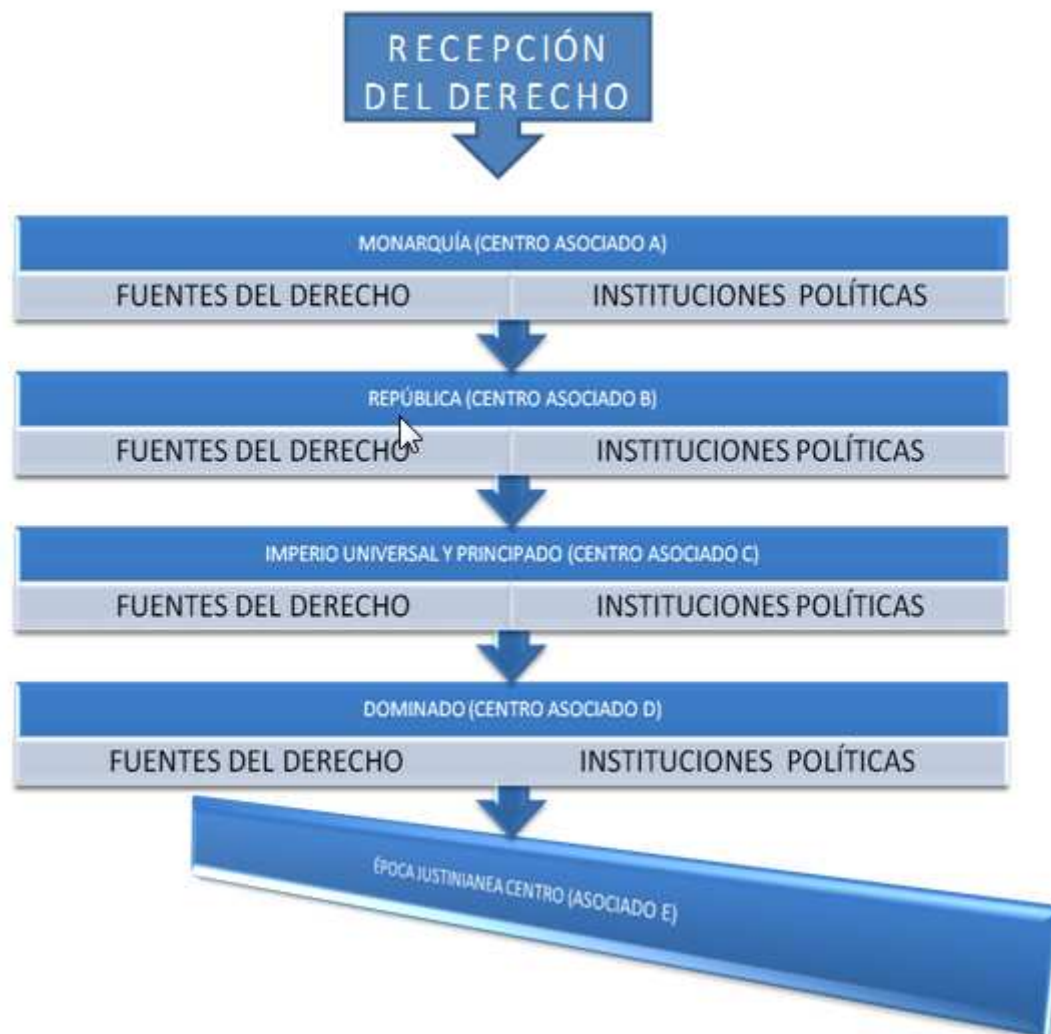 RECEPCIÓN
DEL DERECHO
MONARQUÍA (CENTRO ASOCIADO A)
FUENTES DEL DERECHO INSTITUCIONES POLÍTICAS
REPÚBLICA (CENTRO ASOCIADO B)
FUENTES DEL DERECHO INSTITUCIONES POLÍTICAS
IMPERIO UNIVERSAL Y PRINCIPADO (CENTRO ASOCIADO C)
FUENTES DEL DERECHO INSTITUCIONES POLÍTICAS
DOMINADO (CENTRO ASOCIADO D)
FUENTES DEL DERECHO INSTITUCIONES POLÍTICAS
ÉPOCA JUSTINIANEA CENTRO (ASOCIADO E)